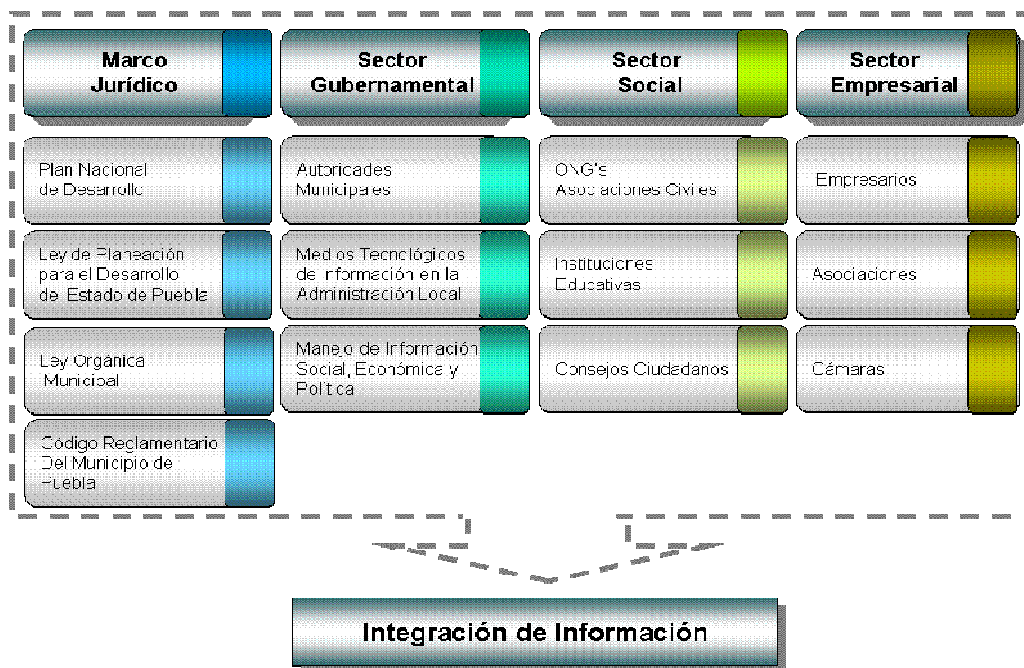 Marco
Jurídico
Sector
Gubernamental
Sector
Social
Sector
Empresarial
Plan Nacional
de Desarrollo
Autoridades
Municipales
ONG's
Asociaciones Civiles
Empresarios
Ley de Planeación
para el Desarrollo
del Estado de Puebla
Medios Tecnológicos
de Información en la
Administración Local
Instituciones
Educativas
Asociaciones
Ley Orgánica
Municipal
Manejo de Información
Social, Económica y
Política
Consejos Ciudadanos
Cámaras
Código Reglamentario
Del Municipio de
Puebla
Integración de Información